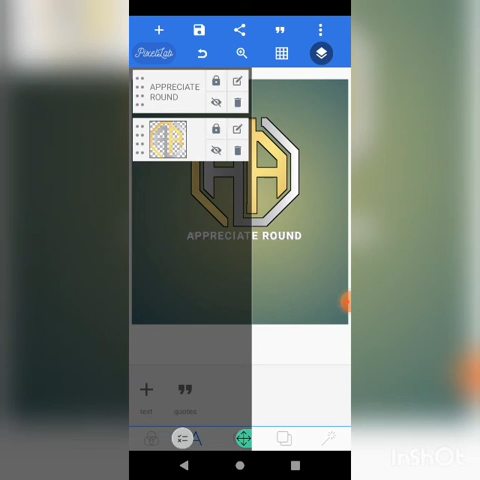 PixelLab
APPRECIATE
ROUND
APPRECIATE ROUND
text
quotes
InShOt